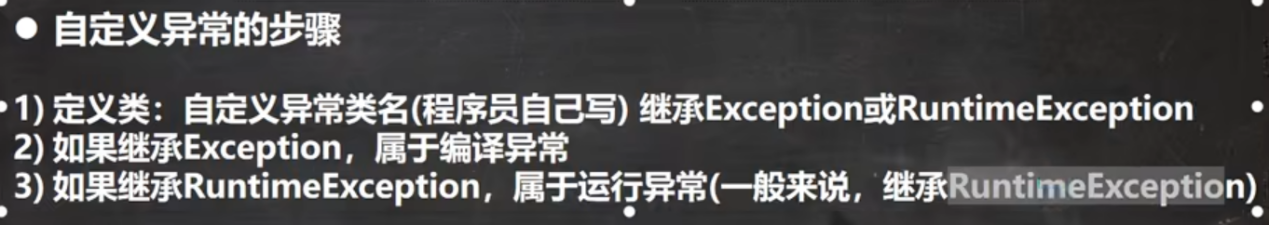 ● 自定义异常的步骤
1) 定义类：自定义异常类名(程序员自己写) 继承Exception或RuntimeException
2) 如果继承Exception，属于编译异常
3) 如果继承RuntimeException，属于运行异常(一般来说，继承RuntimeException)